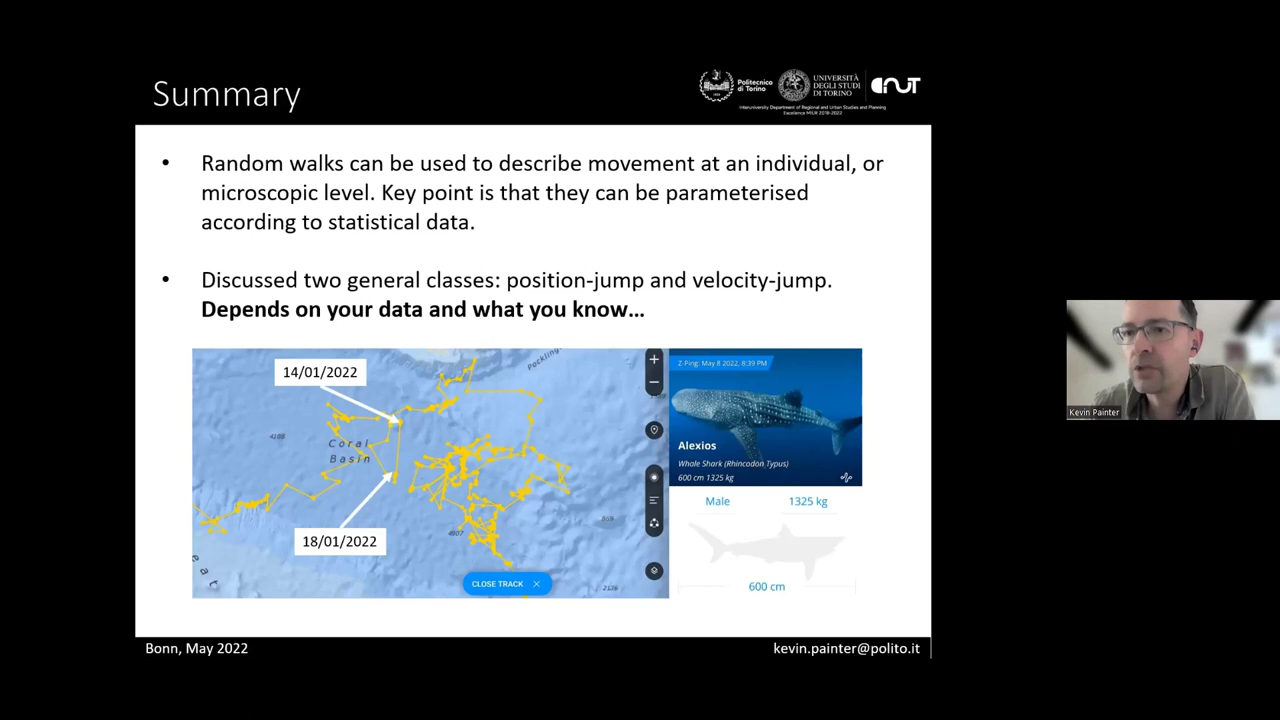 Summary
Politecnico
di Torino
UNIVERSITÀ
DEGLI STUDI
DI TORINO
Interuniversity Department of Regional and Urban Studies and Planning
Excellence MIUR 2018-2022
• Random walks can be used to describe movement at an individual, or
microscopic level. Key point is that they can be parameterised
according to statistical data.
• Discussed two general classes: position-jump and velocity-jump.
Depends on your data and what you know…
14/01/2022
Pocklin
4188
Coral
Basin
18/01/2022
4507
869
2136
e a t
CLOSE TRACK ×
Z-Ping: May 8 2022, 8:39 PM
Alexios
Whale Shark (Rhincodon Typus)
600 cm 1325 kg
Male 1325 kg
600 cm
Kevin Painter
Bonn, May 2022
kevin.painter@polito.it